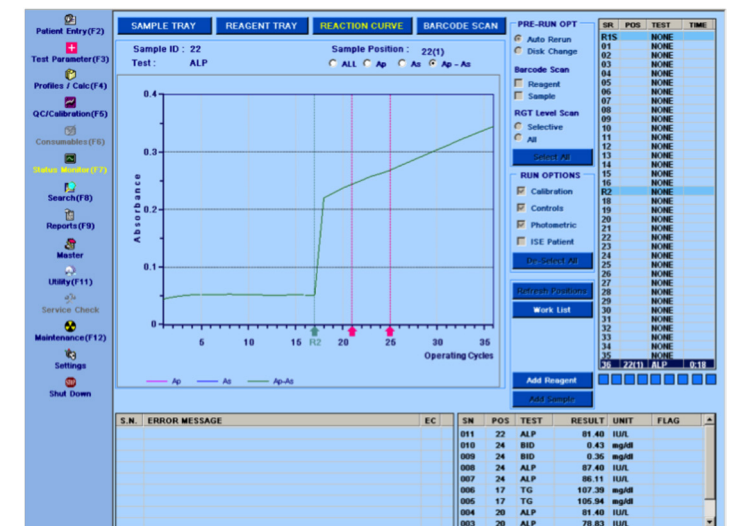 Patient Entry(F2)
Test Parameter(F3)
Profiles / Calc(F4)
QC/Calibration(F5)
Consumables(F6)
Status Monitor(F7)
Search(F8)
Reports(F9)
Master
Utility(F11)
Service Check
Maintenance(F12)
Settings
Shut Down
SAMPLE TRAY REAGENT TRAY REACTION CURVE BARCODE SCAN
Sample ID : 22 Sample Position : 22(1)
Test : ALP ALL Ap As Ap - As
Absorbance
0.4
0.3
0.2
0.1
0
5 10 15 R2 20 25 30 35
Operating Cycles
Ap As Ap-As
PRE-RUN OPT
Auto Rerun
Disk Change
Barcode Scan
Reagent
Sample
RGT Level Scan
Selective
All
Select All
RUN OPTIONS
Calibration
Controls
Photometric
ISE Patient
De-Select All
Refresh Positions
Work List
Add Reagent
Add Sample
SR POS TEST TIME
R1S NONE
01 NONE
02 NONE
03 NONE
04 NONE
05 NONE
06 NONE
07 NONE
08 NONE
09 NONE
10 NONE
11 NONE
12 NONE
13 NONE
14 NONE
15 NONE
16 NONE
R2 NONE
18 NONE
19 NONE
20 NONE
21 NONE
22 NONE
23 NONE
24 NONE
25 NONE
26 NONE
27 NONE
28 NONE
29 NONE
30 NONE
31 NONE
32 NONE
33 NONE
34 NONE
35 NONE
36 22(1) ALP 0:18
S.N. ERROR MESSAGE EC
SN POS TEST RESULT UNIT FLAG
011 22 ALP 81.40 IU/L
010 24 BID 0.43 mg/dl
009 24 BID 0.35 mg/dl
008 24 ALP 87.40 IU/L
007 24 ALP 86.11 IU/L
006 17 TG 107.39 mg/dl
005 17 TG 105.94 mg/dl
004 20 ALP 81.40 IU/L
003 20 ALP 78.83 IU/L